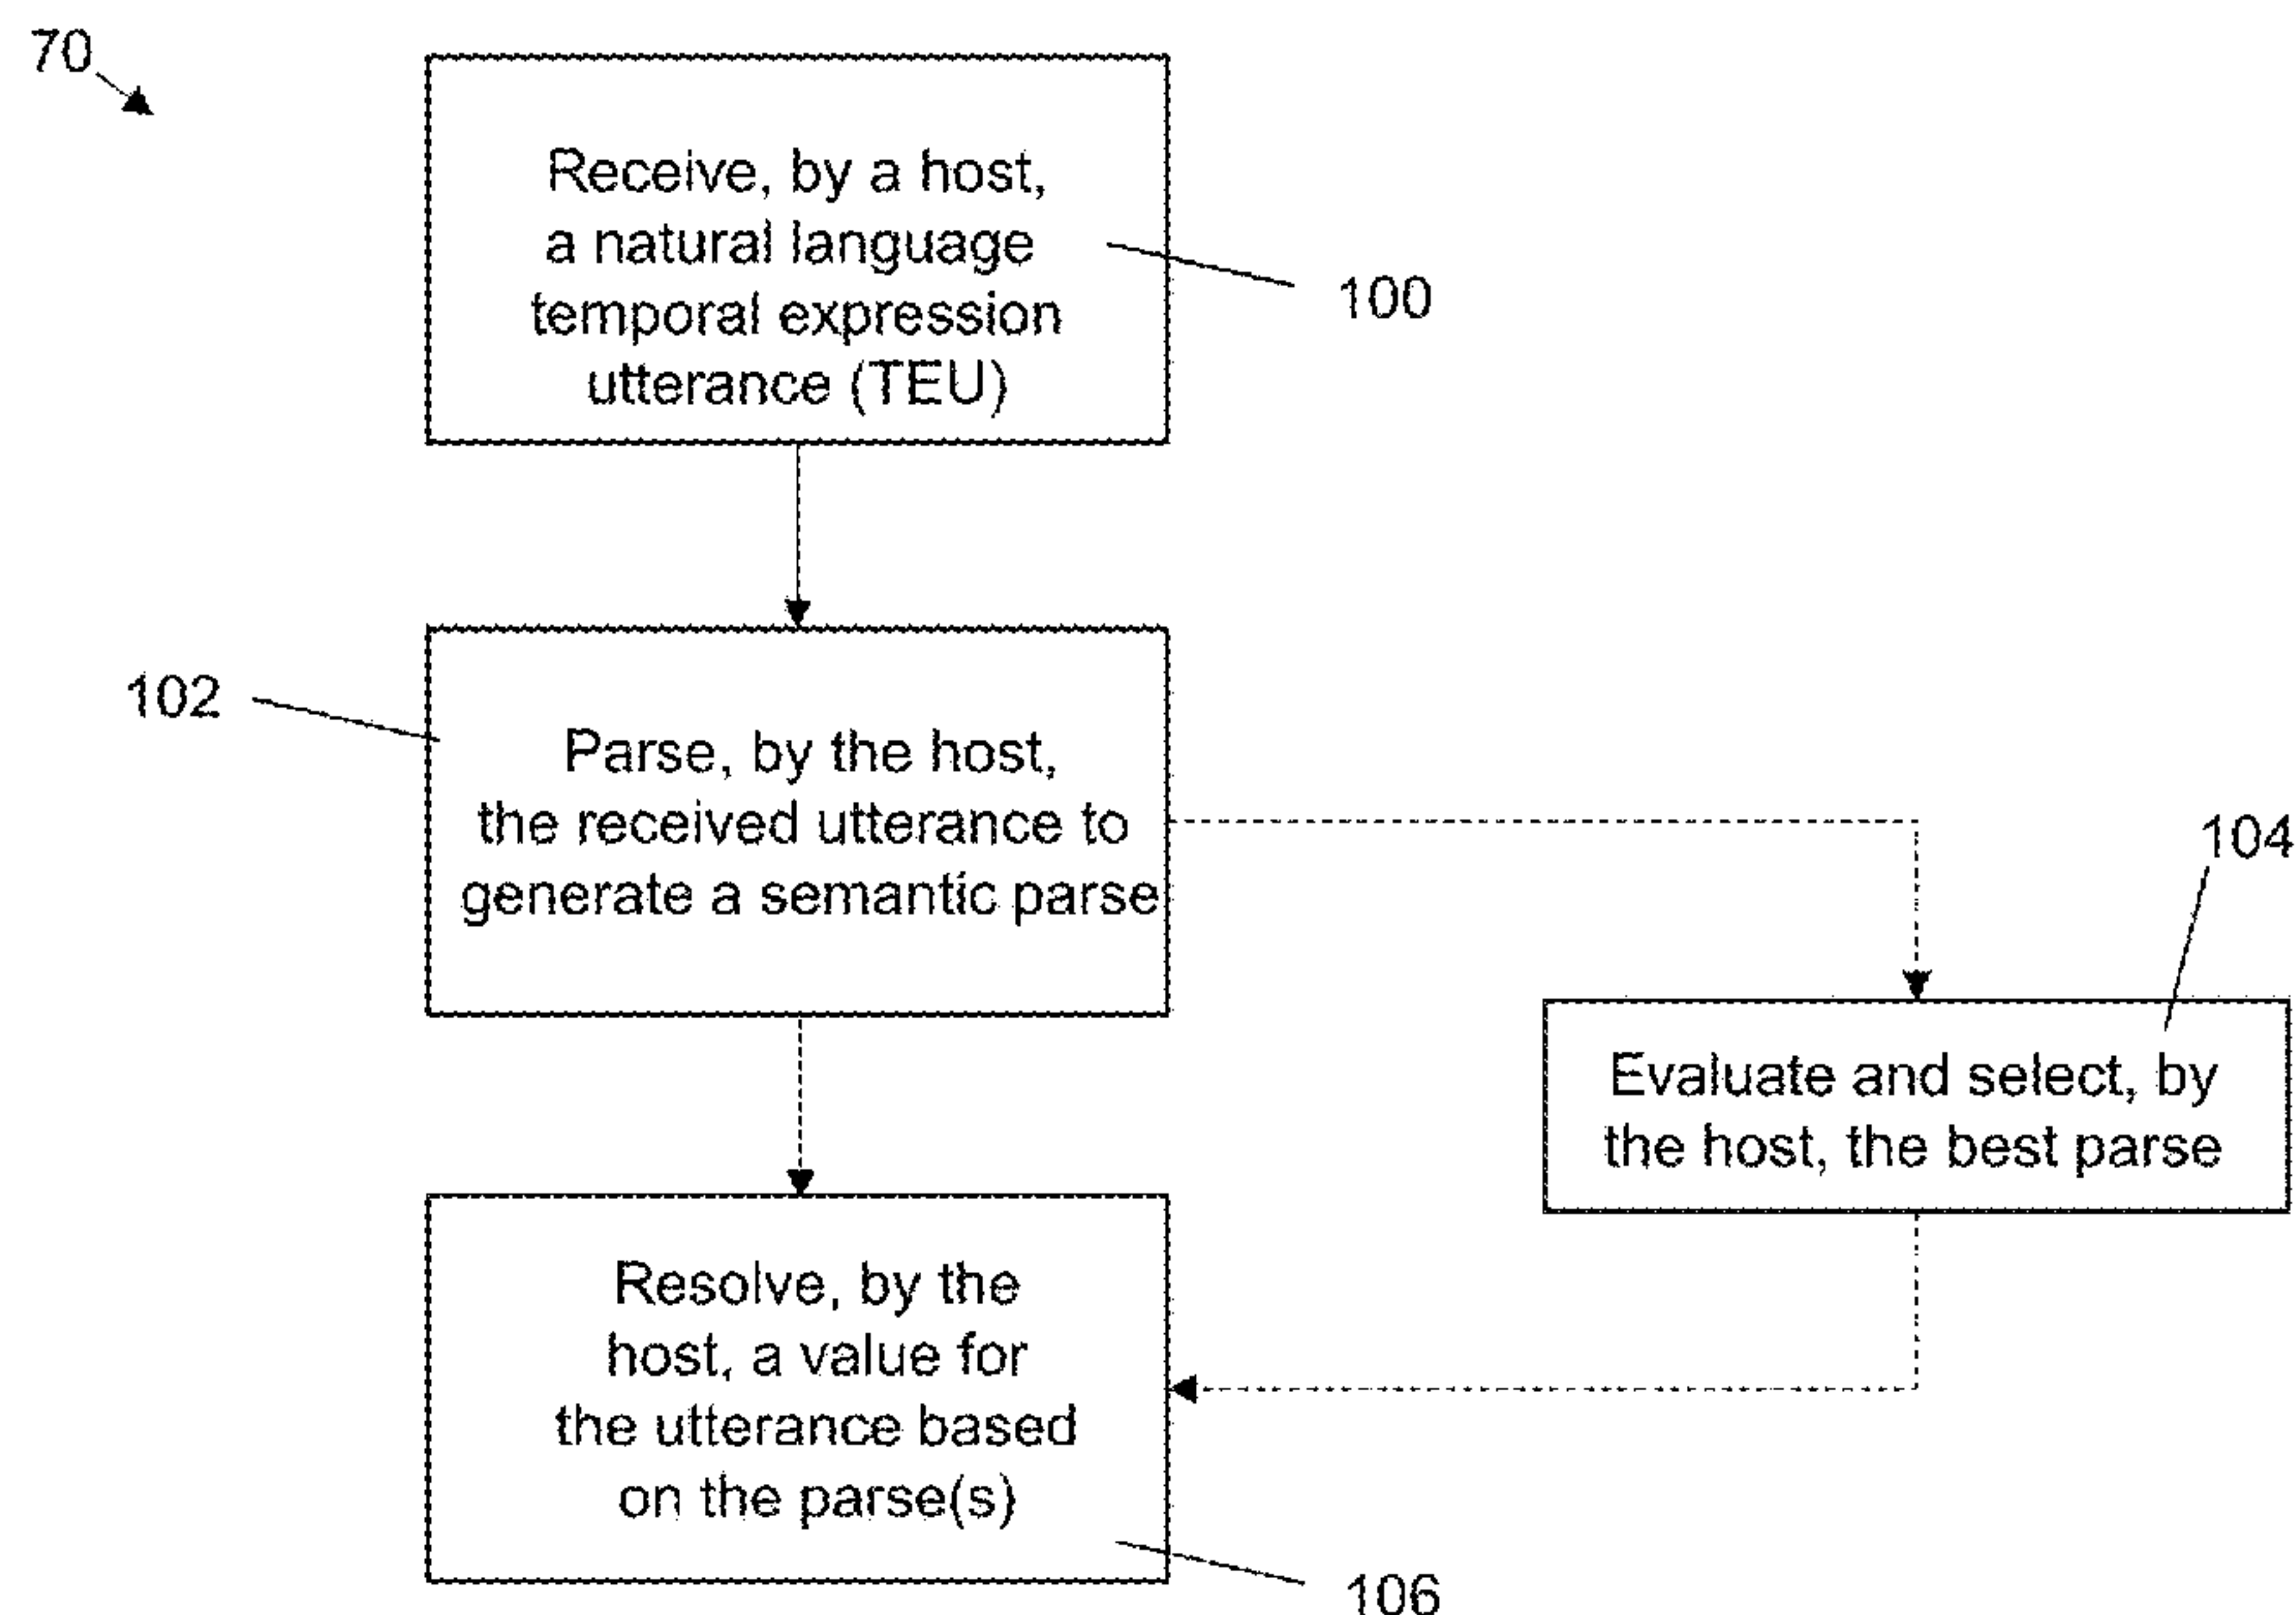 70
Receive, by a host,
a natural language
temporal expression
utterance (TEU)
100
102
Parse, by the host,
the received utterance to
generate a semantic parse
104
Evaluate and select, by
the host, the best parse
Resolve, by the
host, a value for
the utterance based
on the parse(s)
106